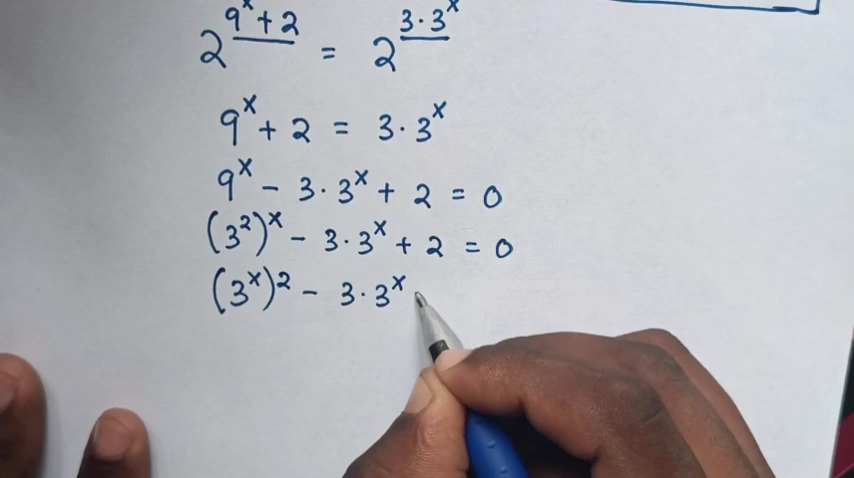 2^(9^x + 2) = 2^(3·3^x)
9^x + 2 = 3·3^x
9^x - 3·3^x + 2 = 0
(3^2)^x - 3·3^x + 2 = 0
(3^x)^2 - 3·3^x